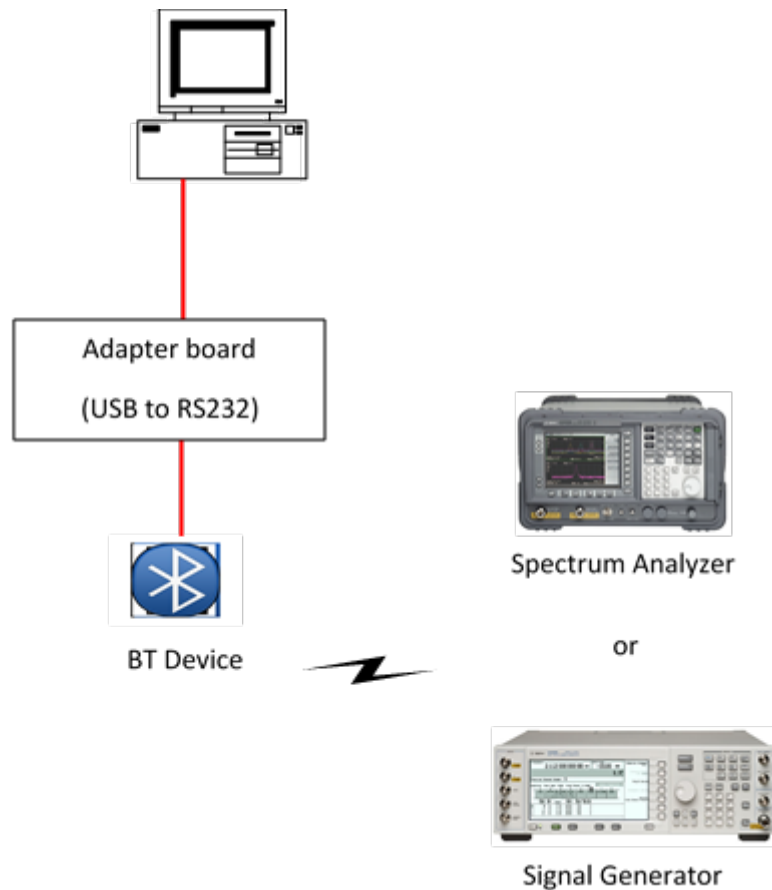 Adapter board
(USB to RS232)
BT Device
Spectrum Analyzer
or
Signal Generator